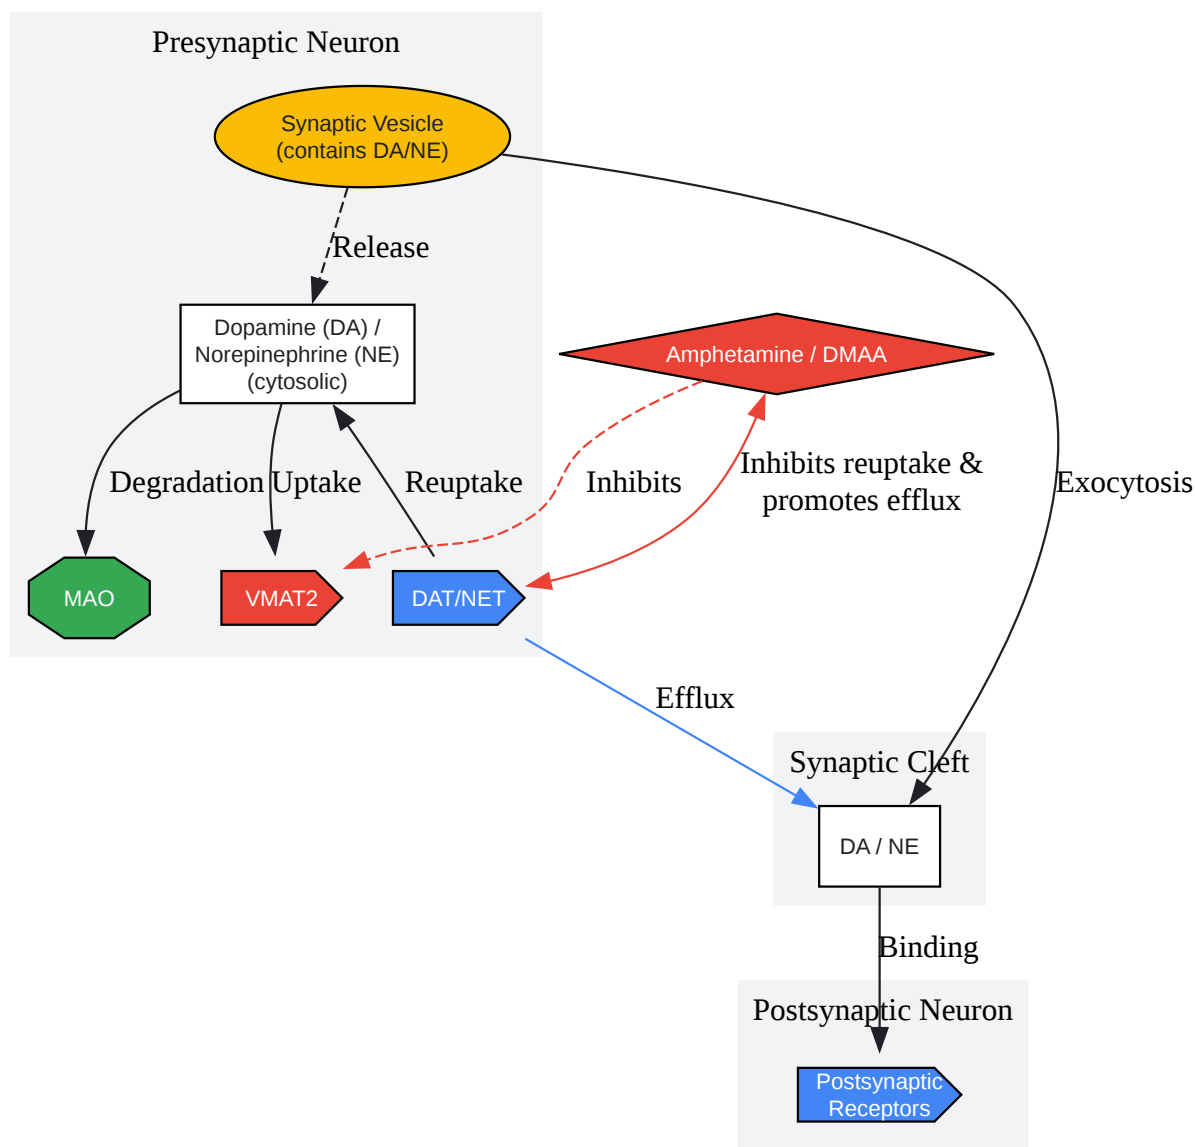 Presynaptic Neuron
Synaptic Vesicle
(contains DA/NE)
Release
Dopamine (DA) /
Norepinephrine (NE)
(cytosolic)
Amphetamine / DMAA
Degradation
Uptake
Reuptake
Inhibits
Inhibits reuptake &
promotes efflux
Exocytosis
MAO
VMAT2
DAT/NET
Efflux
Synaptic Cleft
DA / NE
Binding
Postsynaptic Neuron
Postsynaptic
Receptors